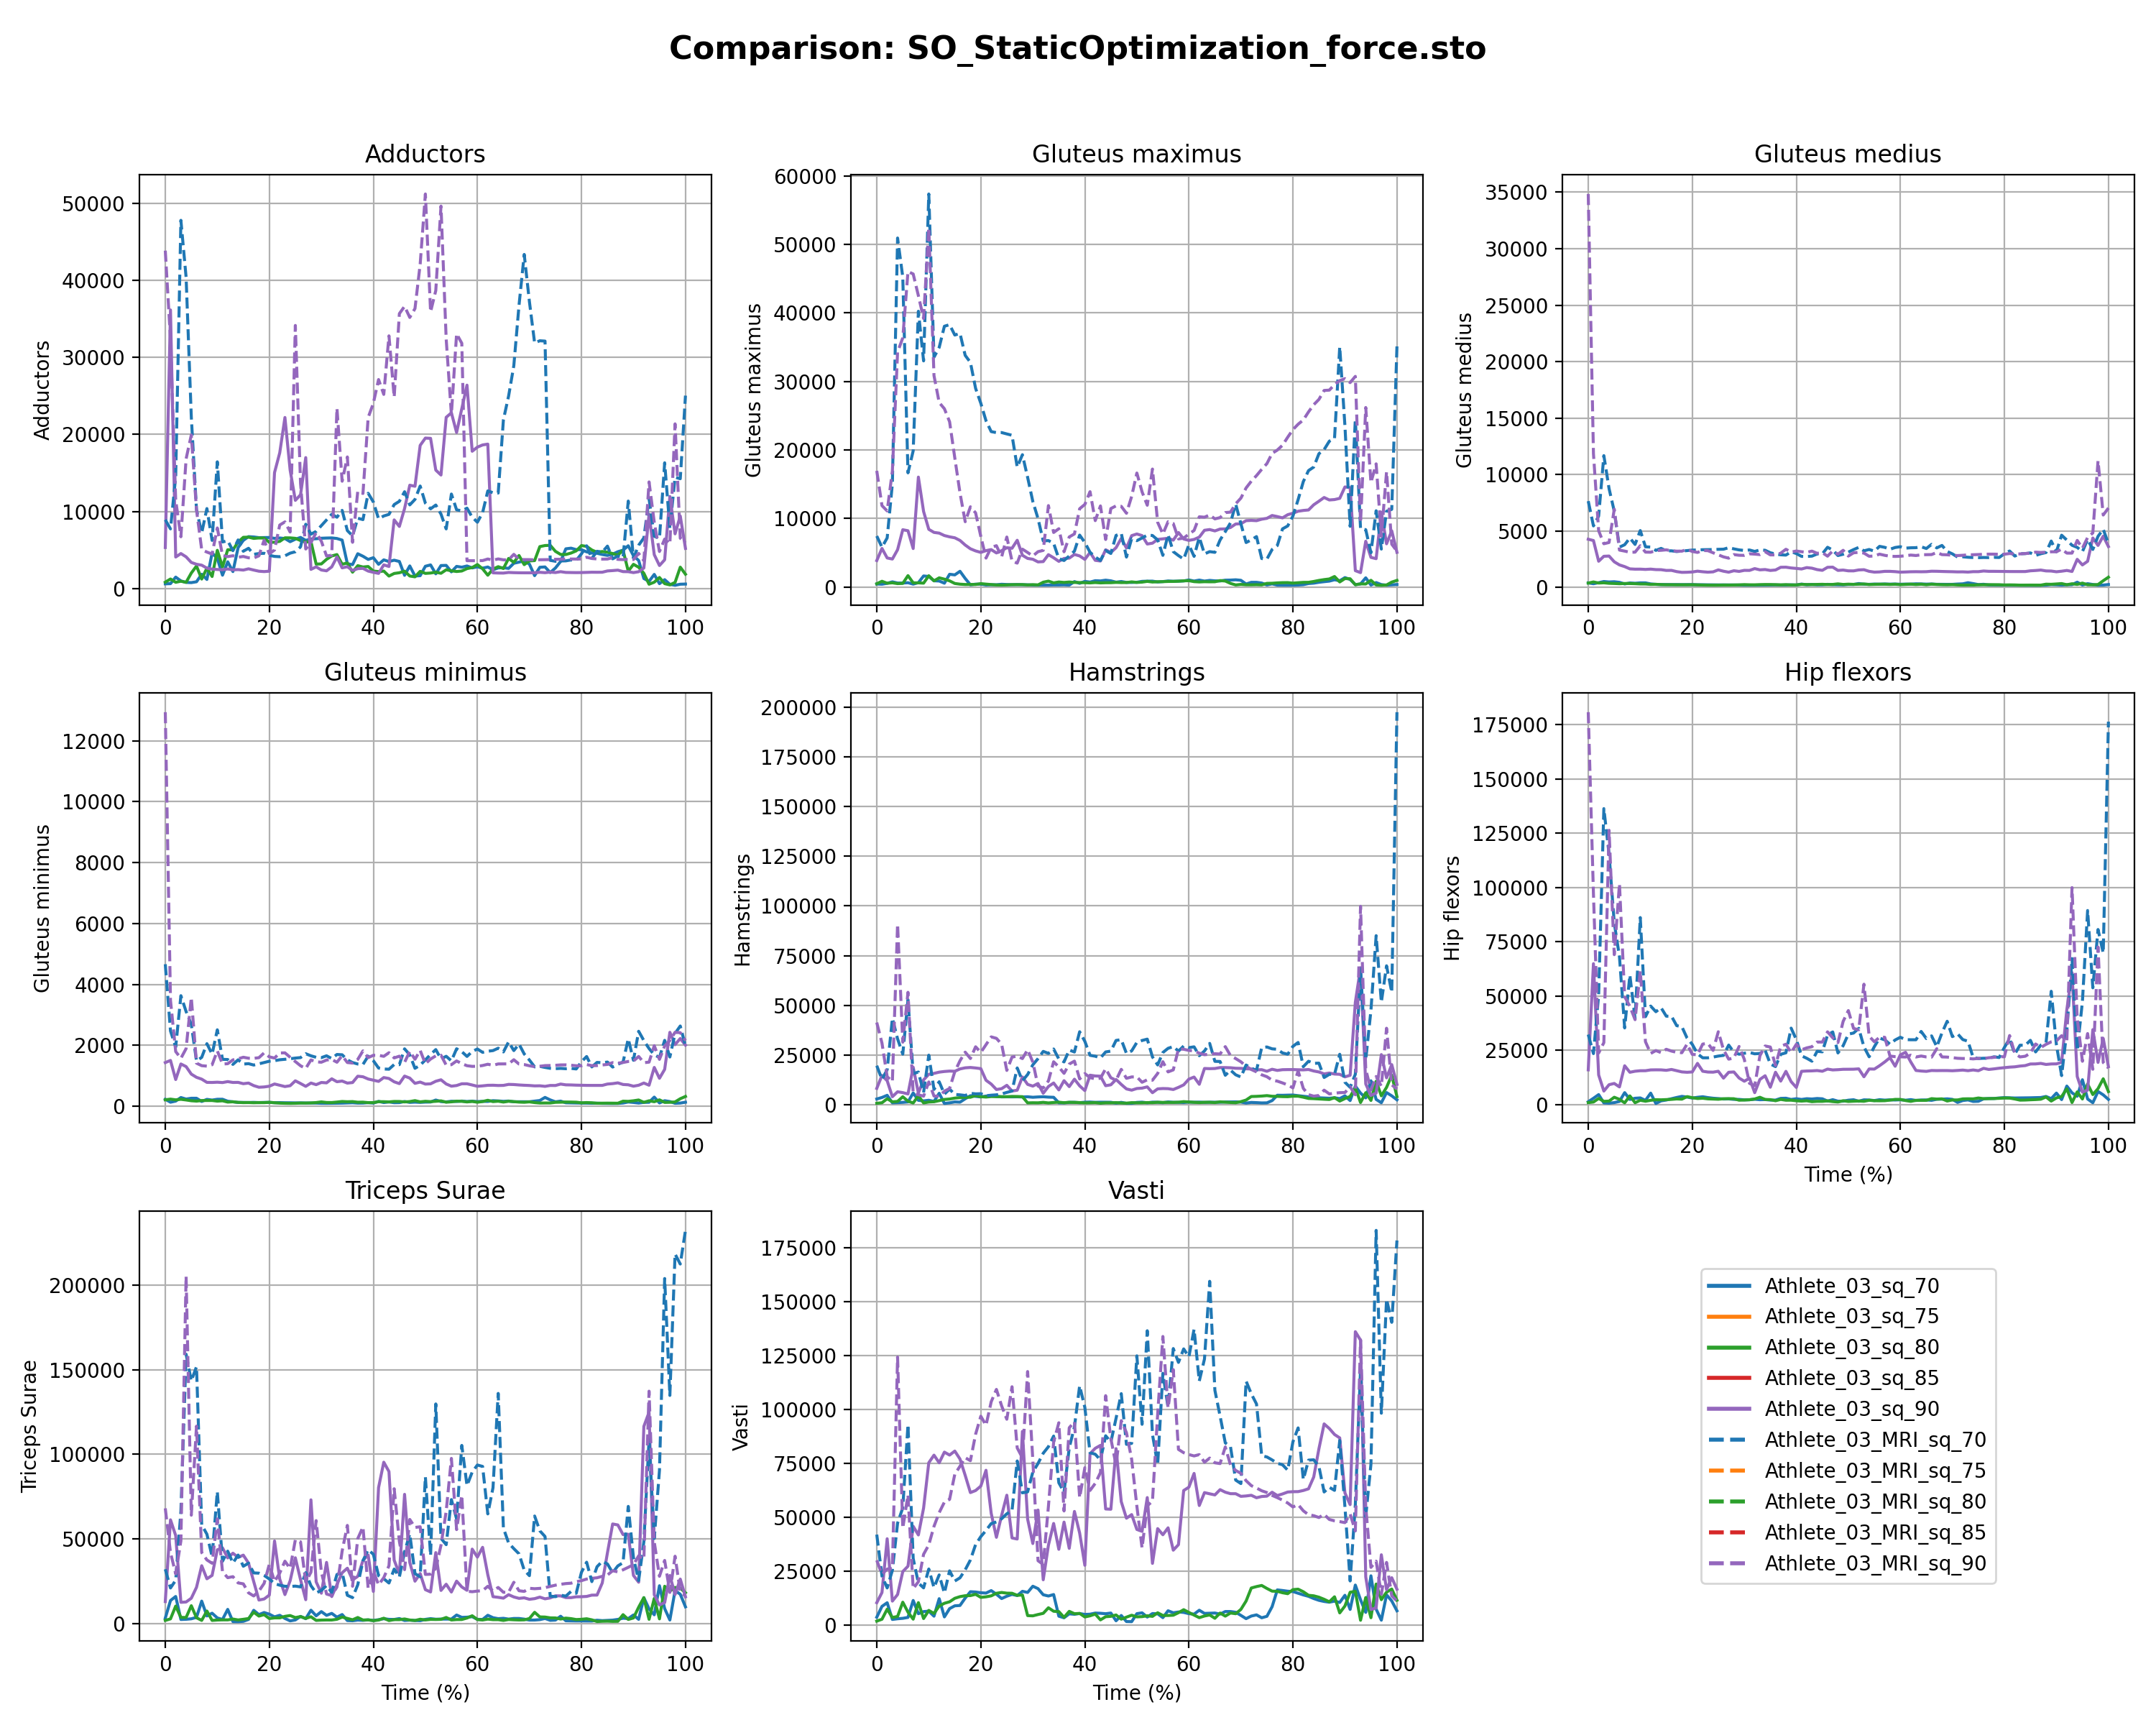 Comparison: SO_StaticOptimization_force.sto
Adductors
Adductors
50000
40000
30000
20000
10000
0
0 20 40 60 80 100
Gluteus maximus
Gluteus maximus
60000
50000
40000
30000
20000
10000
0
0 20 40 60 80 100
Gluteus medius
Gluteus medius
35000
30000
25000
20000
15000
10000
5000
0
0 20 40 60 80 100
Gluteus minimus
Gluteus minimus
12000
10000
8000
6000
4000
2000
0
0 20 40 60 80 100
Hamstrings
Hamstrings
200000
175000
150000
125000
100000
75000
50000
25000
0
0 20 40 60 80 100
Hip flexors
Hip flexors
175000
150000
125000
100000
75000
50000
25000
0
0 20 40 60 80 100
Time (%)
Triceps Surae
Triceps Surae
200000
150000
100000
50000
0
0 20 40 60 80 100
Time (%)
Vasti
Vasti
175000
150000
125000
100000
75000
50000
25000
0
0 20 40 60 80 100
Time (%)
Athlete_03_sq_70
Athlete_03_sq_75
Athlete_03_sq_80
Athlete_03_sq_85
Athlete_03_sq_90
Athlete_03_MRI_sq_70
Athlete_03_MRI_sq_75
Athlete_03_MRI_sq_80
Athlete_03_MRI_sq_85
Athlete_03_MRI_sq_90